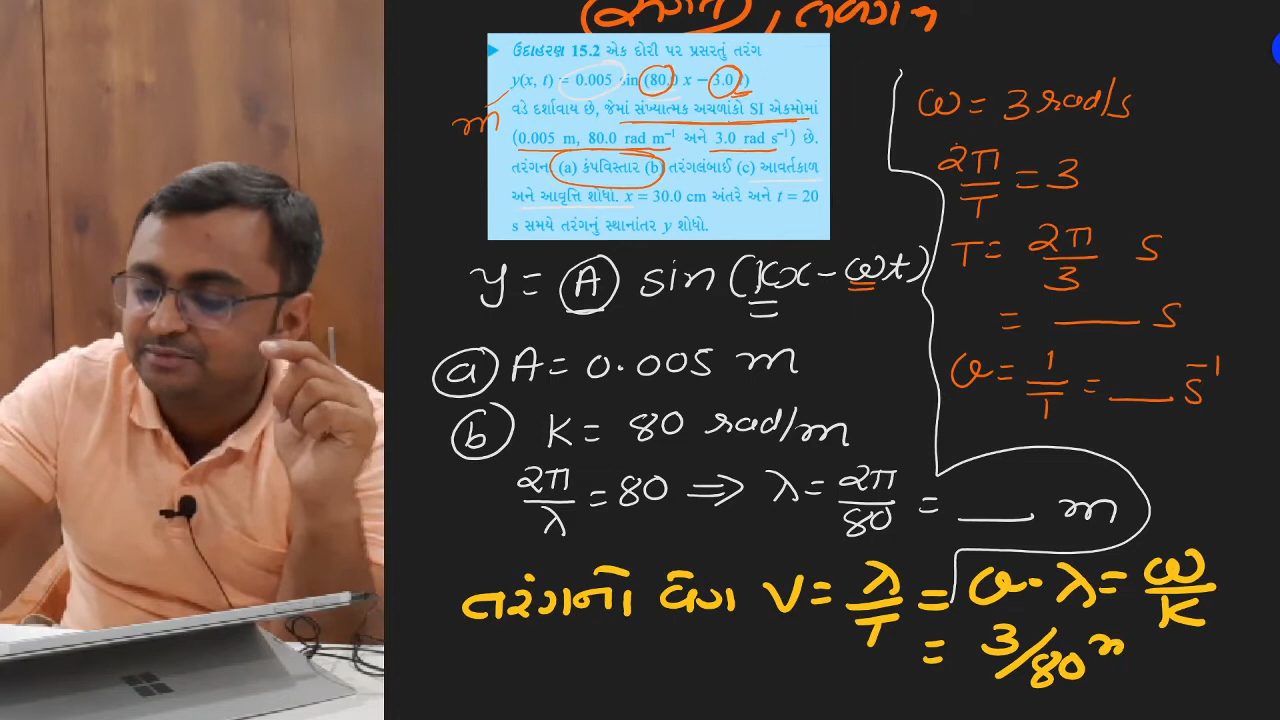 ▶ ઉદાહરણ 15.2 એક દોરી પર પ્રસરતું તરંગ
y(x, t) = 0.005 sin (80.0 x − 3.0 t)
m
વડે દર્શાવાય છે, જેમાં સંખ્યાત્મક અચળાંકો SI એકમોમાં
(0.005 m, 80.0 rad m⁻¹ અને 3.0 rad s⁻¹) છે.
તરંગના (a) કંપવિસ્તાર (b) તરંગલંબાઈ (c) આવર્તકાળ
અને આવૃત્તિ શોધો. x = 30.0 cm અંતરે અને t = 20
s સમયે તરંગનું સ્થાનાંતર y શોધો.
y = A sin (kx − ωt)
(a) A = 0.005 m
(b) k = 80 rad/m
2π/λ = 80 ⇒ λ = 2π/80 = ___ m
ω = 3 rad/s
2π/T = 3
T = 2π/3 s
= ___ s
υ = 1/T = ___ s⁻¹
તરંગનો વેગ v = λ/T = υ·λ = ω/k
= 3/80 m